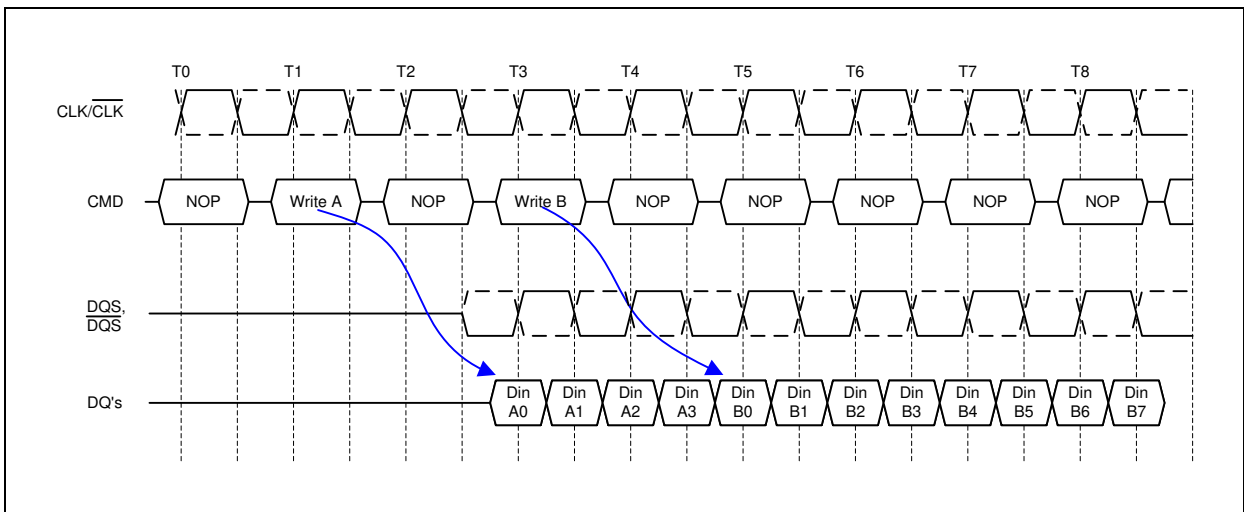 T0 T1 T2 T3 T4 T5 T6 T7 T8
CLK/CLK
CMD NOP Write A NOP Write B NOP NOP NOP NOP NOP
DQS,
DQS
DQ's Din Din Din Din Din Din Din Din Din Din Din Din
A0 A1 A2 A3 B0 B1 B2 B3 B4 B5 B6 B7